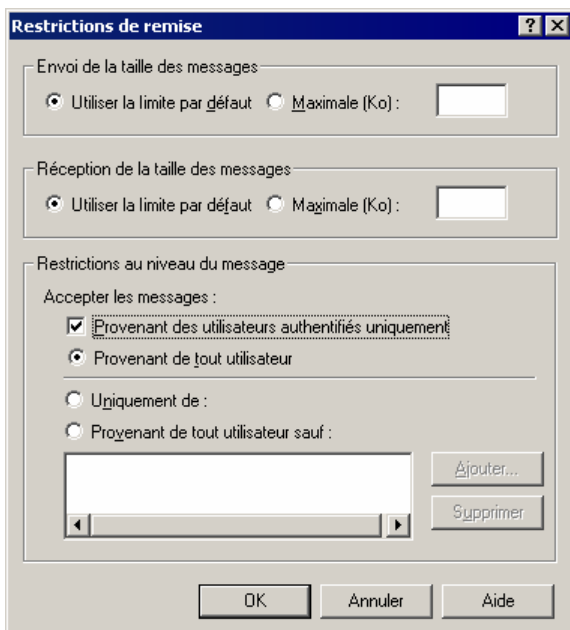 Restrictions de remise
Envoi de la taille des messages
Utiliser la limite par défaut Maximale (Ko) :
Réception de la taille des messages
Utiliser la limite par défaut Maximale (Ko) :
Restrictions au niveau du message
Accepter les messages :
Provenant des utilisateurs authentifiés uniquement
Provenant de tout utilisateur
Uniquement de :
Provenant de tout utilisateur sauf :
Ajouter...
Supprimer
OK Annuler Aide